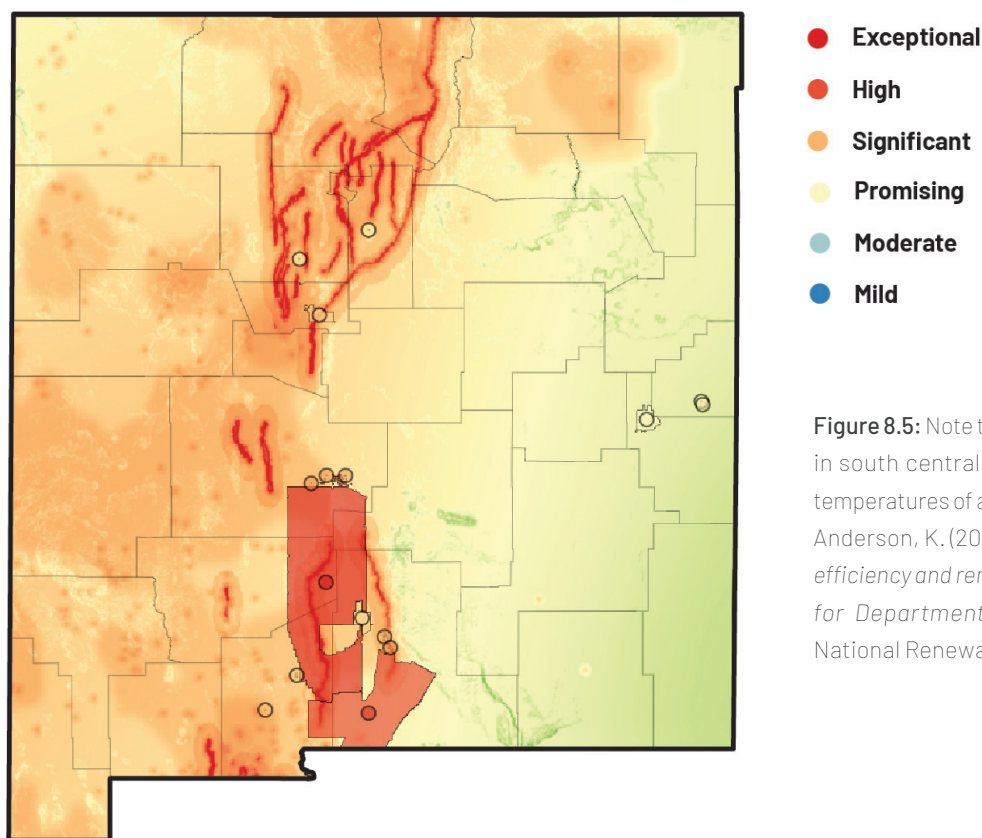 Exceptional
High
Significant
Promising
Moderate
Mild
Figure 8.5: Note t
in south central
temperatures of a
Anderson, K. (20
efficiency and rer
for Department
National Renewa